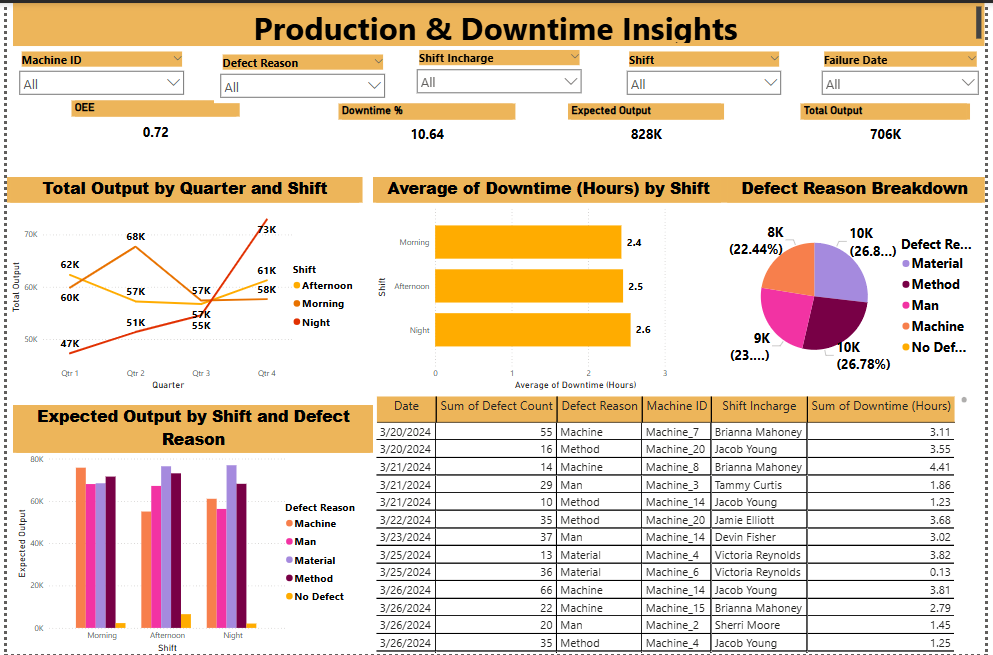 Production & Downtime Insights
Machine ID
Defect Reason
Shift Incharge
Shift
Failure Date
All
All
All
All
All
OEE
Downtime %
Expected Output
Total Output
0.72
10.64
828K
706K
Total Output by Quarter and Shift
Total Output
70K
60K
50K
62K
60K
47K
68K
57K
51K
57K
57K
55K
73K
61K
58K
Qtr 1
Qtr 2
Qtr 3
Qtr 4
Quarter
Shift
Afternoon
Morning
Night
Average of Downtime (Hours) by Shift
Shift
Morning
2.4
Afternoon
2.5
Night
2.6
0
1
2
3
Average of Downtime (Hours)
Defect Reason Breakdown
8K
(22.44%)
10K
(26.8...)
9K
(23....)
10K
(26.78%)
Defect Re...
Material
Method
Man
Machine
No Def...
Expected Output by Shift and Defect
Reason
Expected Output
80K
60K
40K
20K
0K
Morning
Afternoon
Night
Shift
Defect Reason
Machine
Man
Material
Method
No Defect
Date Sum of Defect Count Defect Reason Machine ID Shift Incharge Sum of Downtime (Hours)
3/20/2024 55 Machine Machine_7 Brianna Mahoney 3.11
3/20/2024 16 Method Machine_20 Jacob Young 3.55
3/21/2024 14 Machine Machine_8 Brianna Mahoney 4.41
3/21/2024 29 Man Machine_3 Tammy Curtis 1.86
3/21/2024 10 Method Machine_14 Jacob Young 1.23
3/22/2024 35 Method Machine_20 Jamie Elliott 3.68
3/23/2024 37 Man Machine_14 Devin Fisher 3.02
3/25/2024 13 Material Machine_4 Victoria Reynolds 3.82
3/25/2024 36 Material Machine_6 Victoria Reynolds 0.13
3/26/2024 66 Machine Machine_14 Jacob Young 3.81
3/26/2024 22 Machine Machine_15 Brianna Mahoney 2.79
3/26/2024 20 Man Machine_2 Sherri Moore 1.45
3/26/2024 35 Method Machine_4 Jacob Young 1.25